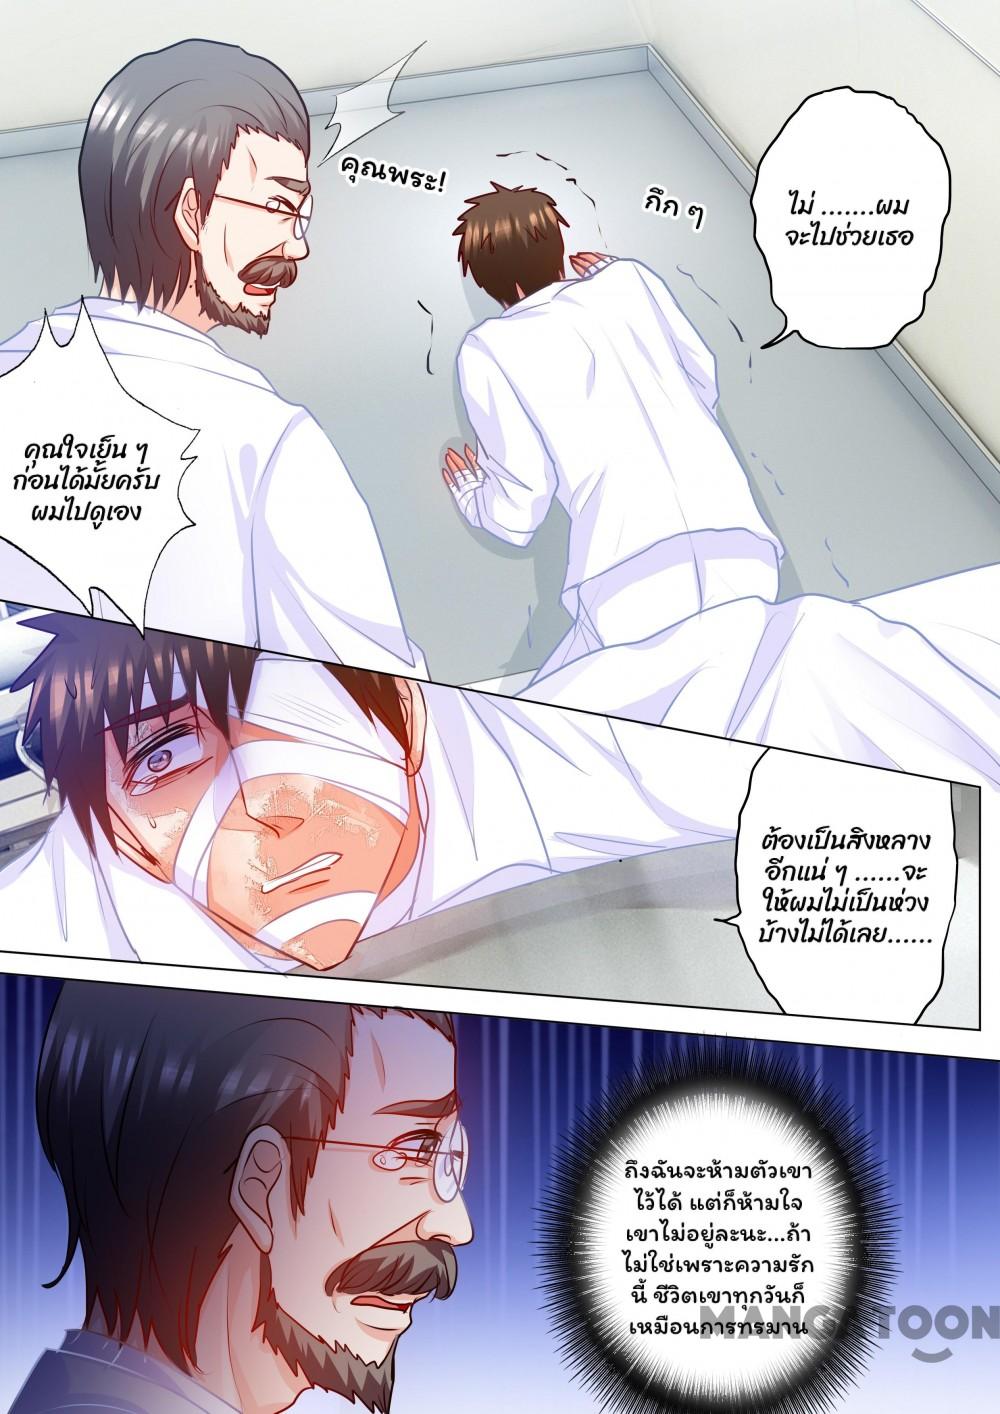 คุณพระ!
กึก ๆ
ไม่ .......ผม
จะไปช่วยเธอ
คุณใจเย็น ๆ
ก่อนได้มั้ยครับ
ผมไปดูเอง
ต้องเป็นสิงหลาง
อีกแน่ ๆ ......จะ
ให้ผมไม่เป็นห่วง
บ้างไม่ได้เลย......
ถึงฉันจะห้ามตัวเขา
ไว้ได้ แต่ก็ห้ามใจ
เขาไม่อยู่ละนะ...ถ้า
ไม่ใช่เพราะความรัก
นี้ ชีวิตเขาทุกวันก็
เหมือนการทรมาน
MANGATOON